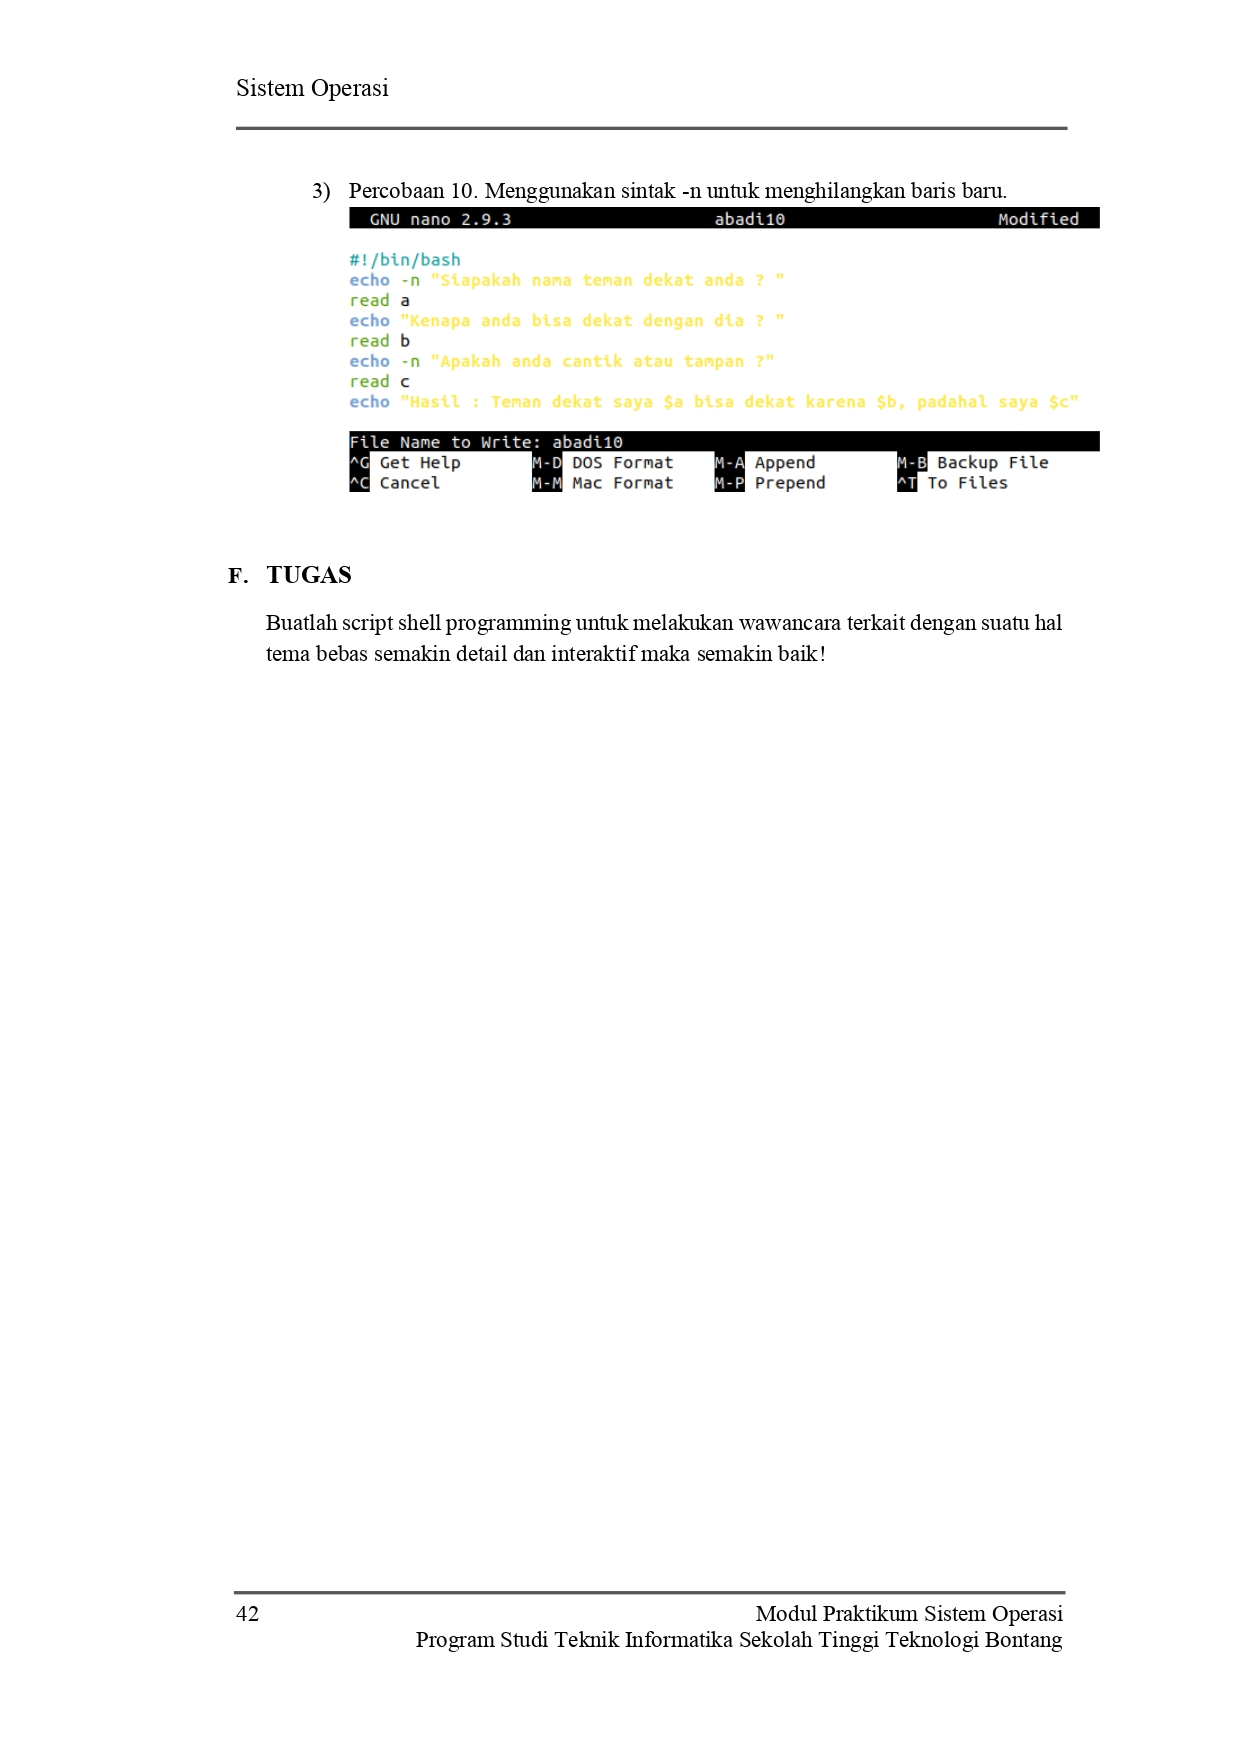 Sistem Operasi
3) Percobaan 10. Menggunakan sintak -n untuk menghilangkan baris baru.
GNU nano 2.9.3 abadi10 Modified
#!/bin/bash
echo -n "Siapakah nama teman dekat anda ? "
read a
echo "Kenapa anda bisa dekat dengan dia ? "
read b
echo -n "Apakah anda cantik atau tampan ?"
read c
echo "Hasil : Teman dekat saya $a bisa dekat karena $b, padahal saya $c"
File Name to Write: abadi10
^G Get Help M-D DOS Format M-A Append M-B Backup File
^C Cancel M-M Mac Format M-P Prepend ^T To Files
F. TUGAS
Buatlah script shell programming untuk melakukan wawancara terkait dengan suatu hal
tema bebas semakin detail dan interaktif maka semakin baik!
42 Modul Praktikum Sistem Operasi
Program Studi Teknik Informatika Sekolah Tinggi Teknologi Bontang